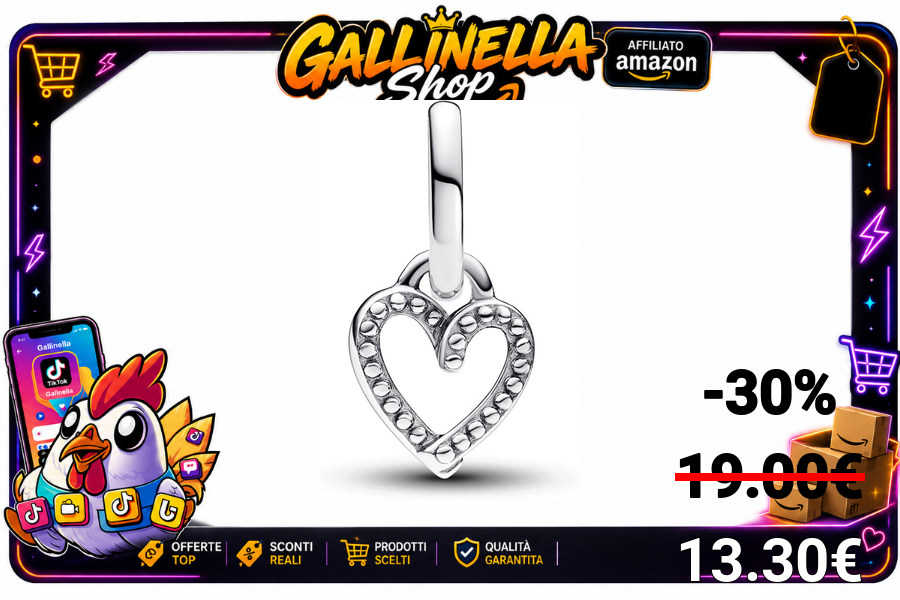 GALLINELLA
Shop
AFFILIATO
amazon
Gallinella
TikTok
Gallinella
-30%
19.00€
13.30€
OFFERTE
TOP
SCONTI
REALI
PRODOTTI
SCELTI
QUALITÀ
GARANTITA